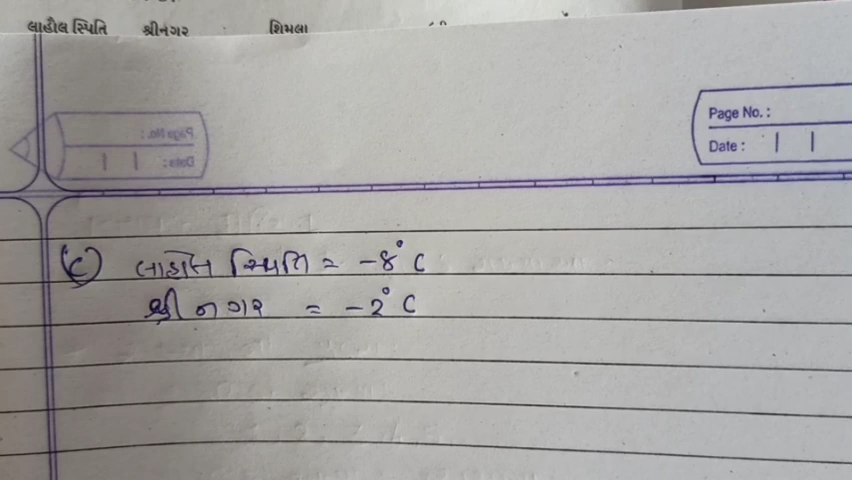 લાહૌલ સ્પિતિ શ્રીનગર શિમલા
Page No. :
Date :
(c) લાહૌલ સ્પિતિ = -8°C
શ્રીનગર = -2°C